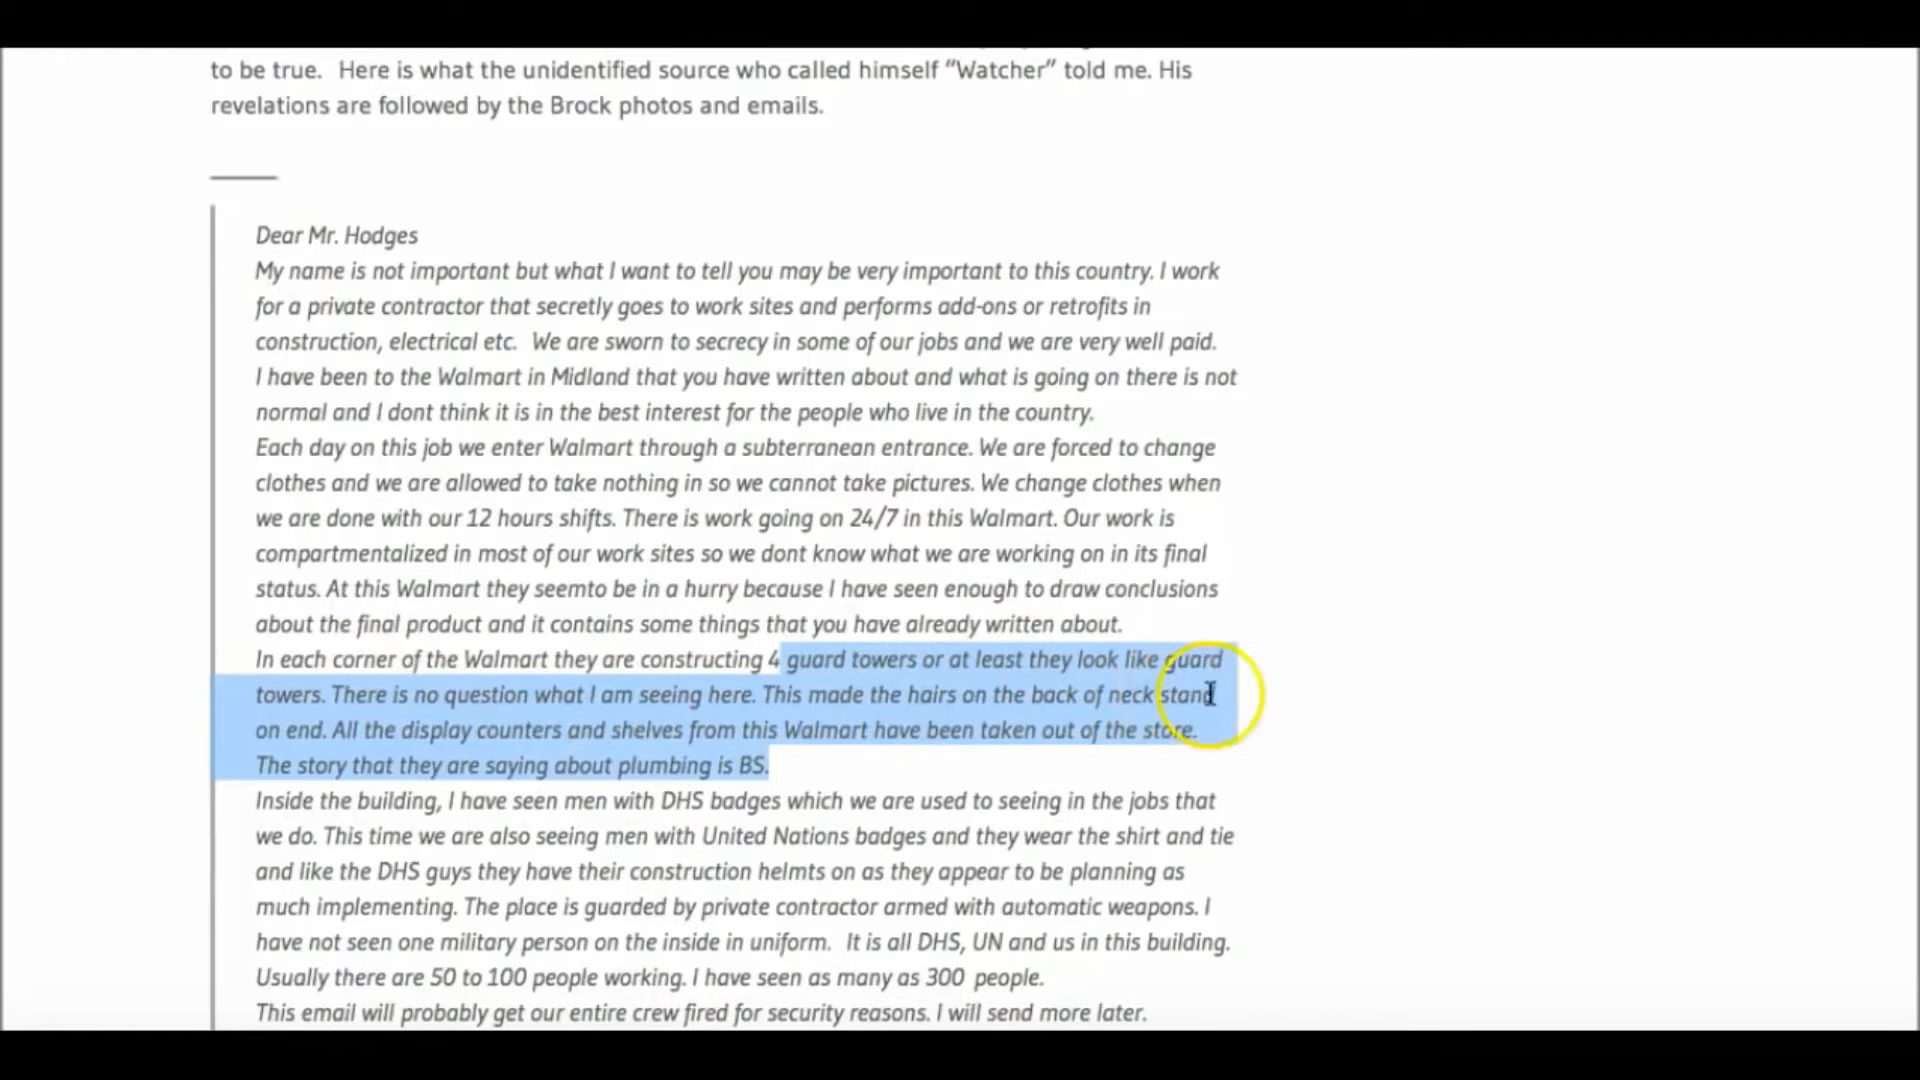 to be true.  Here is what the unidentified source who called himself “Watcher” told me. His
revelations are followed by the Brock photos and emails.
Dear Mr. Hodges
My name is not important but what I want to tell you may be very important to this country. I work
for a private contractor that secretly goes to work sites and performs add-ons or retrofits in
construction, electrical etc.  We are sworn to secrecy in some of our jobs and we are very well paid.
I have been to the Walmart in Midland that you have written about and what is going on there is not
normal and I dont think it is in the best interest for the people who live in the country.
Each day on this job we enter Walmart through a subterranean entrance. We are forced to change
clothes and we are allowed to take nothing in so we cannot take pictures. We change clothes when
we are done with our 12 hours shifts. There is work going on 24/7 in this Walmart. Our work is
compartmentalized in most of our work sites so we dont know what we are working on in its final
status. At this Walmart they seemto be in a hurry because I have seen enough to draw conclusions
about the final product and it contains some things that you have already written about.
In each corner of the Walmart they are constructing 4 guard towers or at least they look like guard
towers. There is no question what I am seeing here. This made the hairs on the back of neck stand
on end. All the display counters and shelves from this Walmart have been taken out of the store.
The story that they are saying about plumbing is BS.
Inside the building, I have seen men with DHS badges which we are used to seeing in the jobs that
we do. This time we are also seeing men with United Nations badges and they wear the shirt and tie
and like the DHS guys they have their construction helmts on as they appear to be planning as
much implementing. The place is guarded by private contractor armed with automatic weapons. I
have not seen one military person on the inside in uniform.  It is all DHS, UN and us in this building.
Usually there are 50 to 100 people working. I have seen as many as 300  people.
This email will probably get our entire crew fired for security reasons. I will send more later.